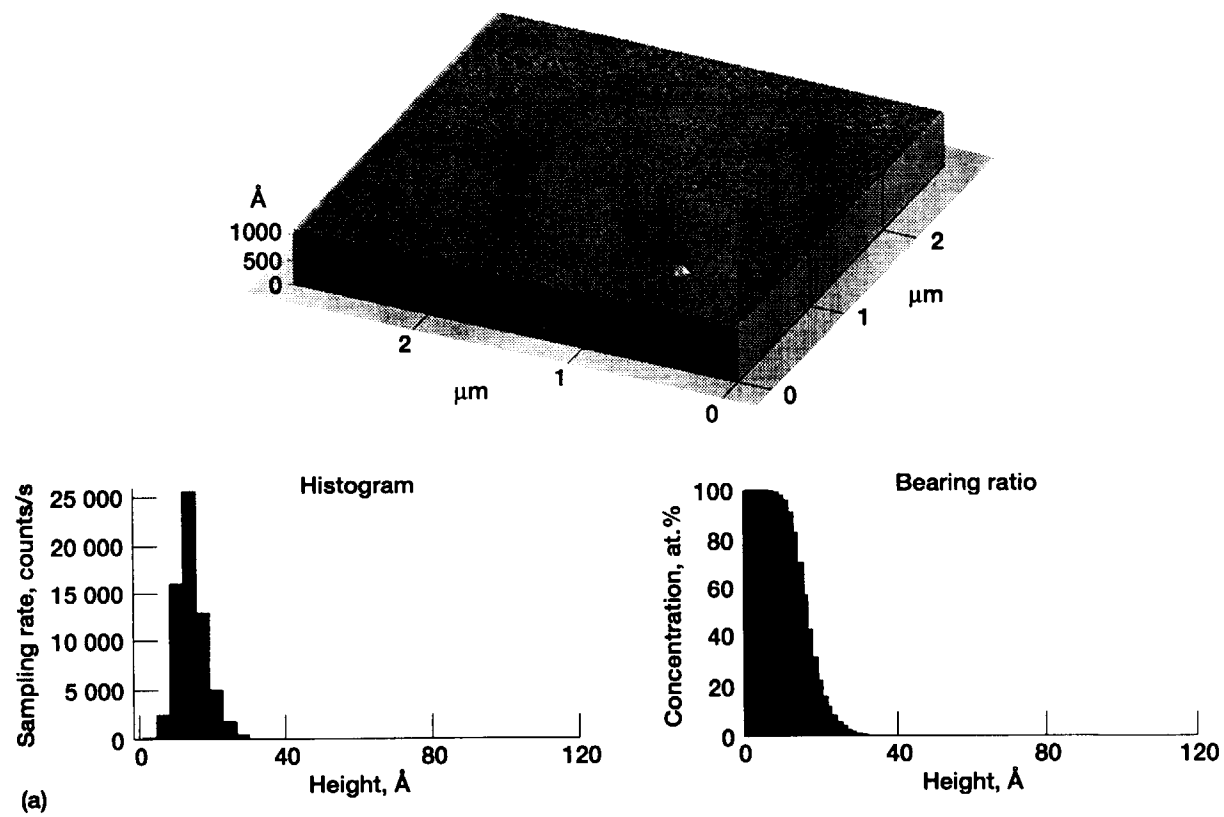 Å
1000
500
0
2
1
0
μm
0
1
2
μm
Histogram
Sampling rate, counts/s
25 000
20 000
15 000
10 000
5 000
0
0
40
80
120
Height, Å
Bearing ratio
Concentration, at.%
100
80
60
40
20
0
0
40
80
120
Height, Å
(a)